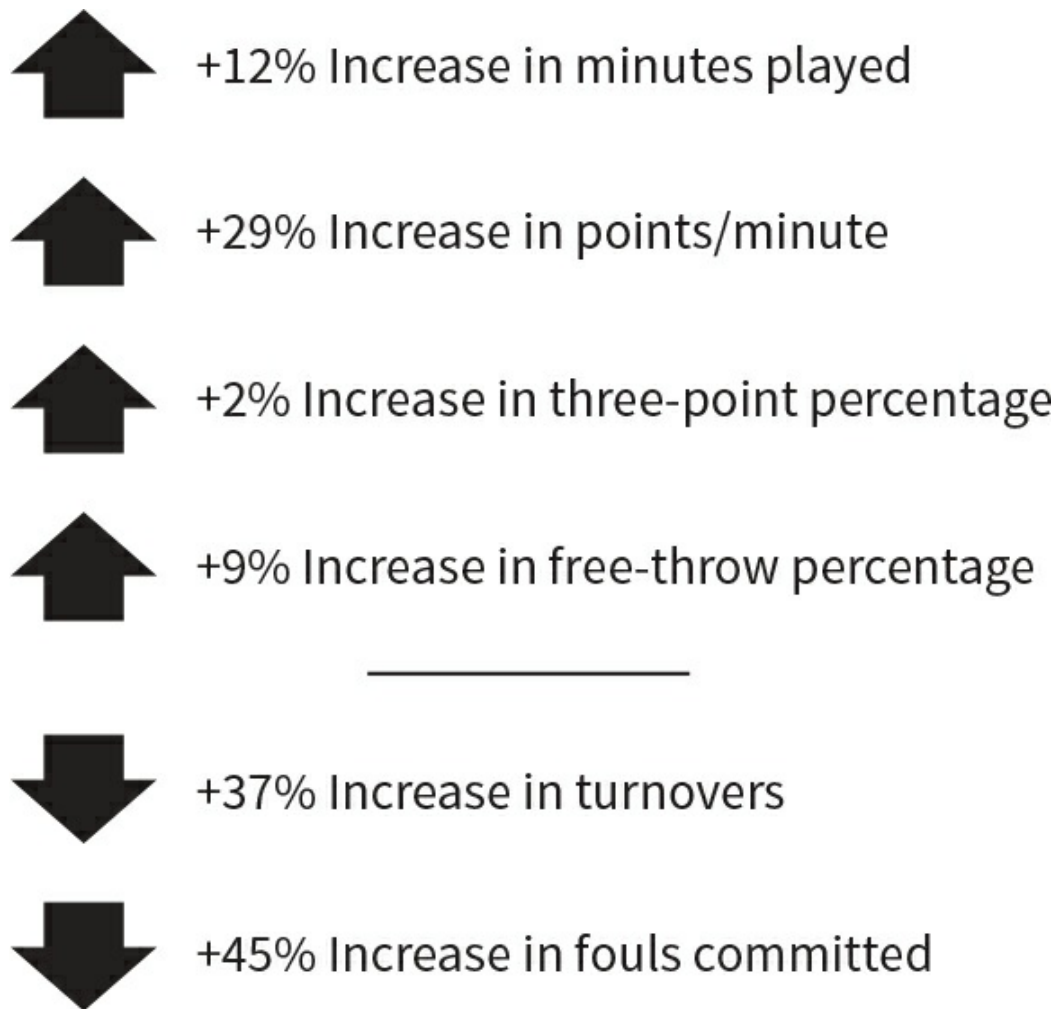 +12% Increase in minutes played
+29% Increase in points/minute
+2% Increase in three-point percentage
+9% Increase in free-throw percentage
+37% Increase in turnovers
+45% Increase in fouls committed